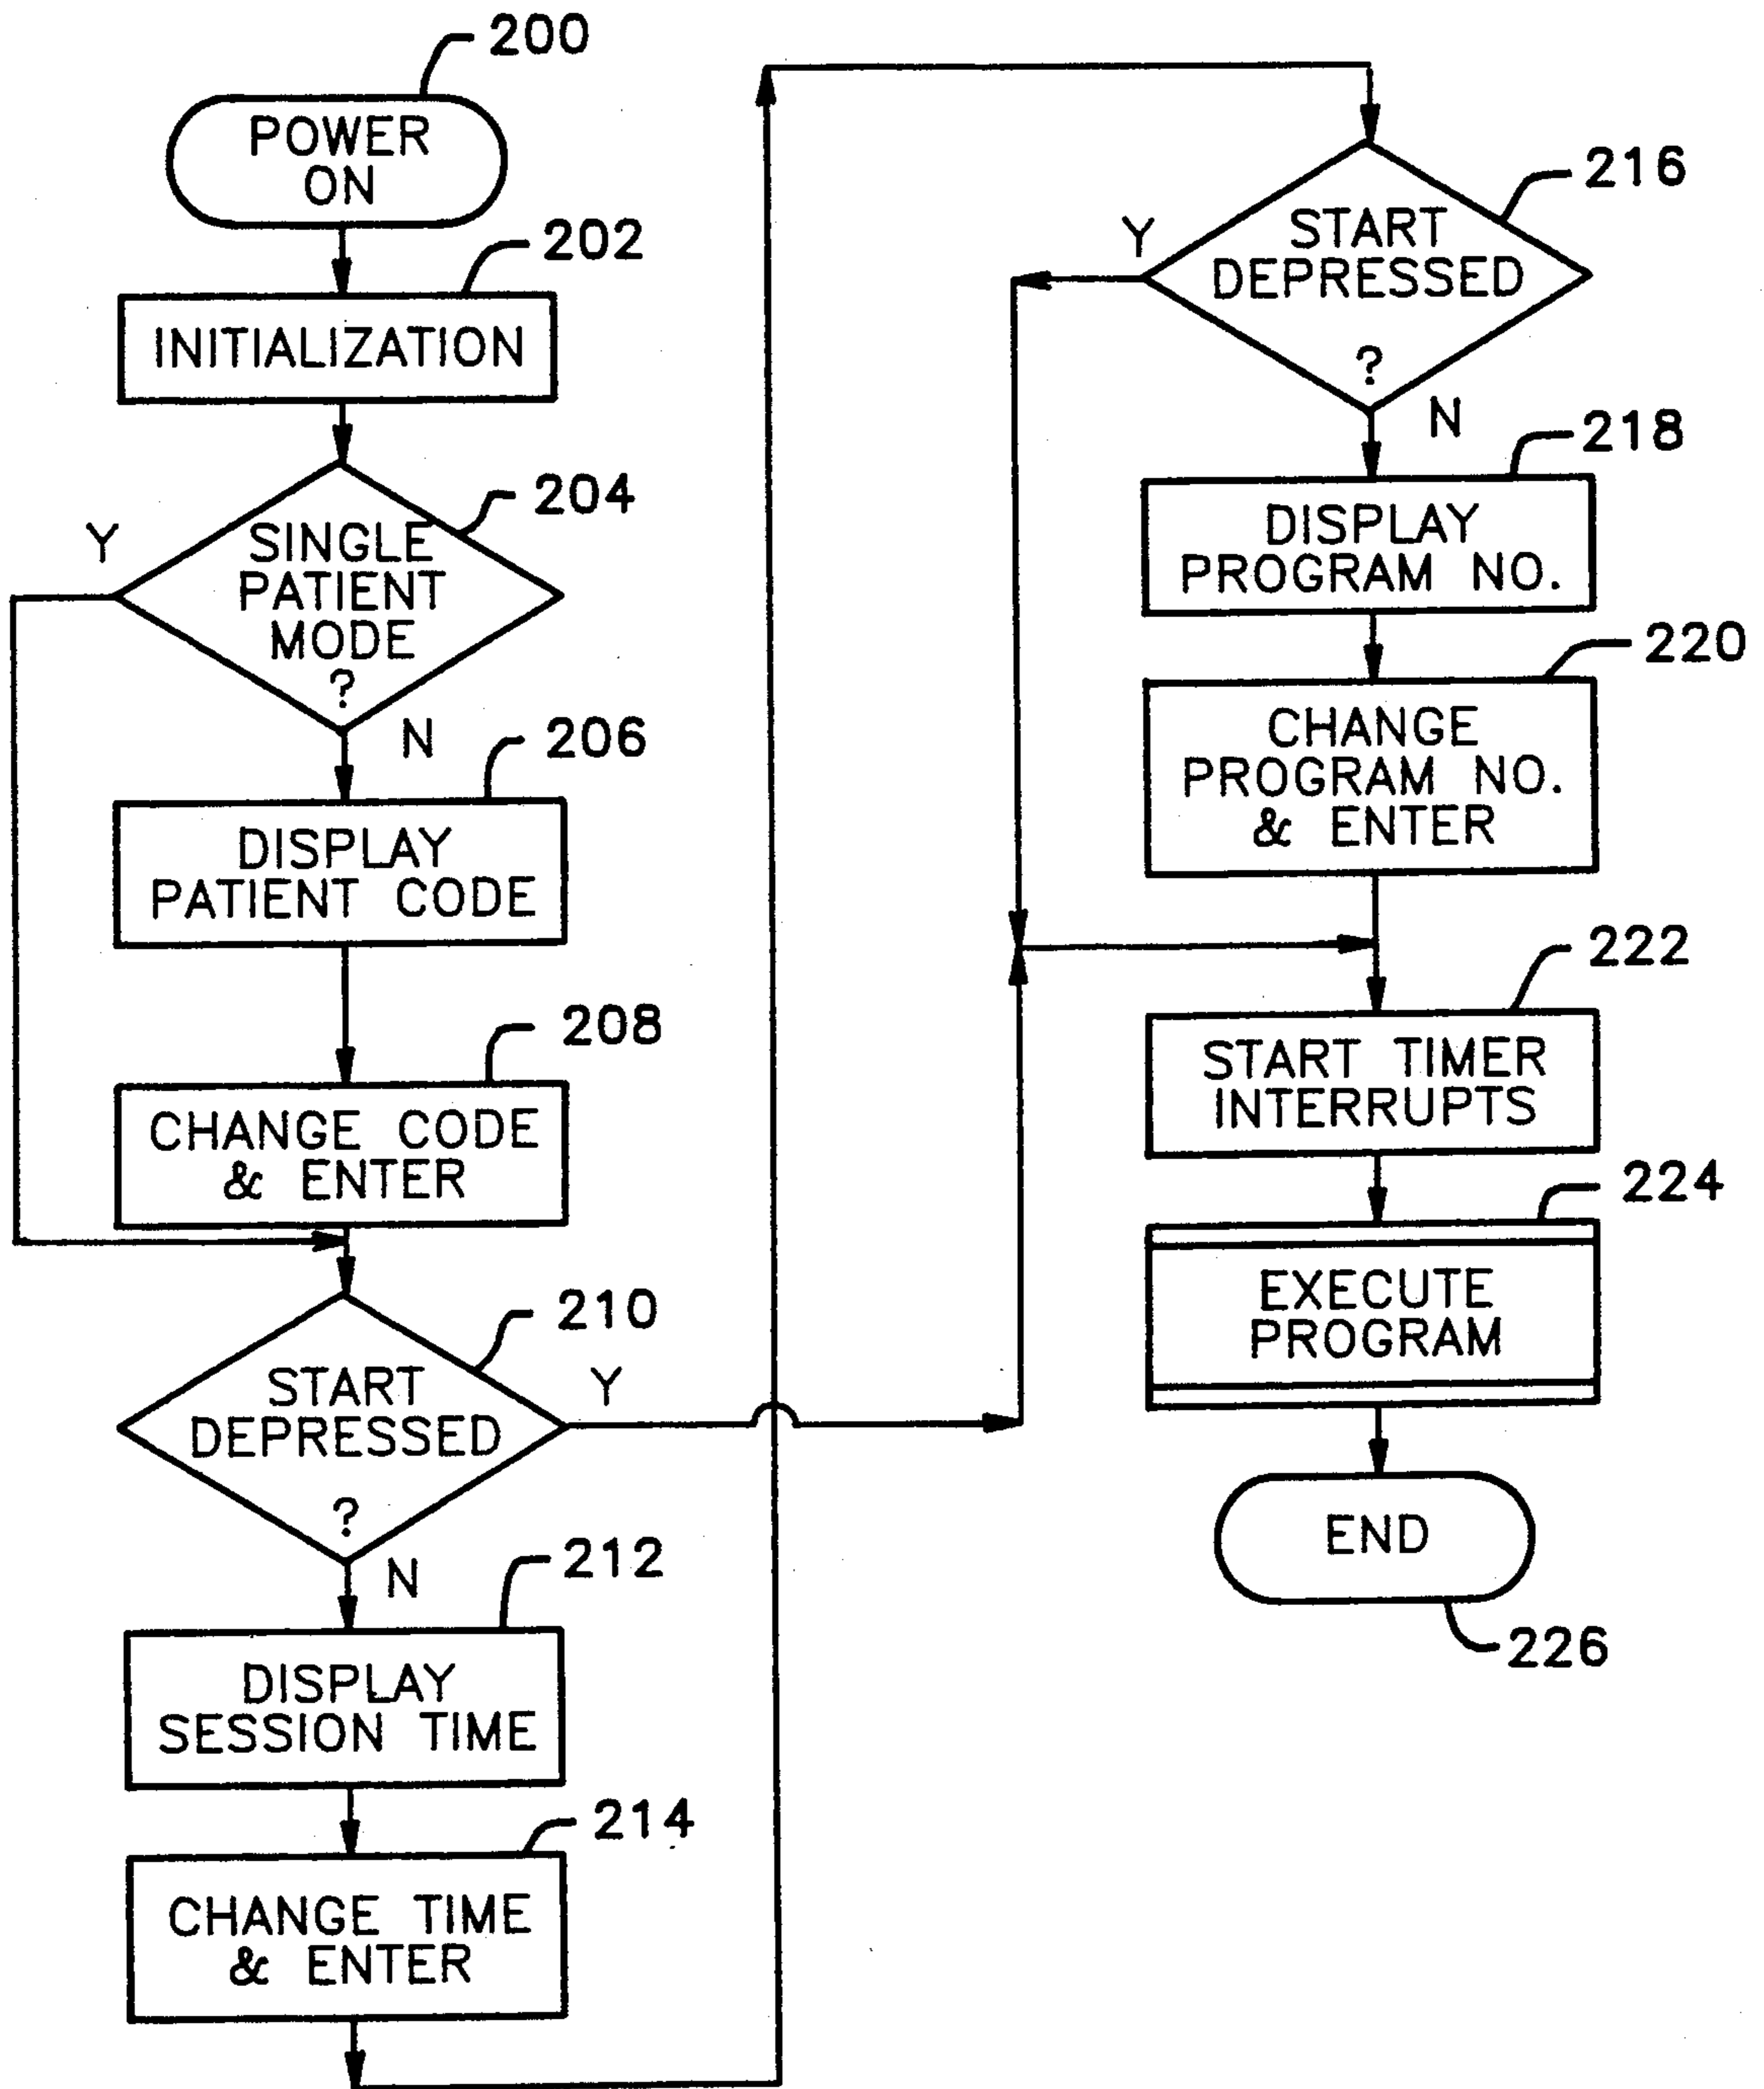 200
POWER
ON
202
INITIALIZATION
204
Y
SINGLE
PATIENT
MODE
?
N
206
DISPLAY
PATIENT CODE
208
CHANGE CODE
& ENTER
210
START
DEPRESSED
?
Y
N
212
DISPLAY
SESSION TIME
214
CHANGE TIME
& ENTER
216
Y
START
DEPRESSED
?
N
218
DISPLAY
PROGRAM NO.
220
CHANGE
PROGRAM NO.
& ENTER
222
START TIMER
INTERRUPTS
224
EXECUTE
PROGRAM
END
226